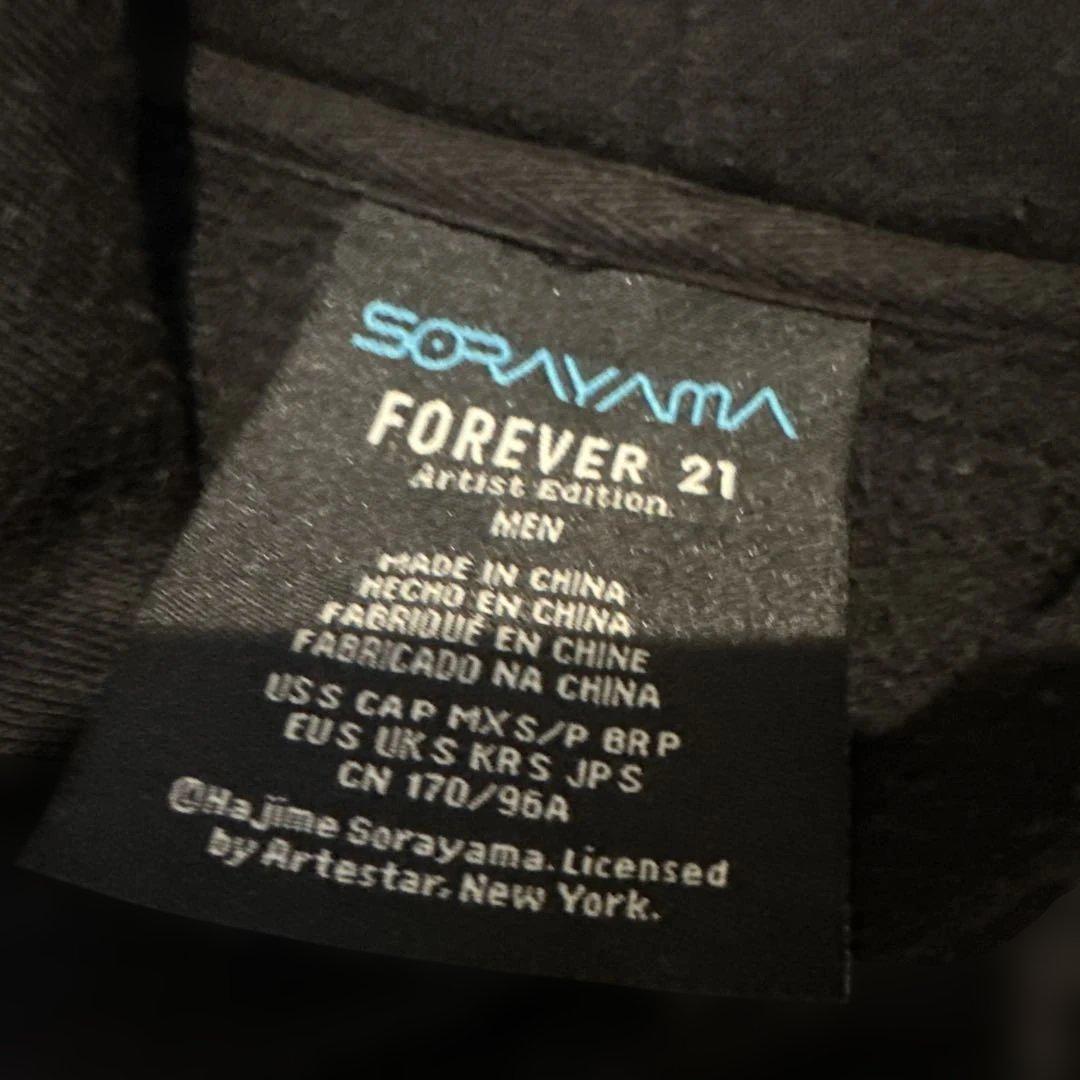 SORAYAMA
FOREVER 21
Artist Edition.
MEN
MADE IN CHINA
HECHO EN CHINA
FABRIQUÉ EN CHINE
FABRICADO NA CHINA
US S CA P MX S/P BR P
EU S UK S KR S JP S
CN 170/96A
@Hajime Sorayama. Licensed
by Artestar. New York.